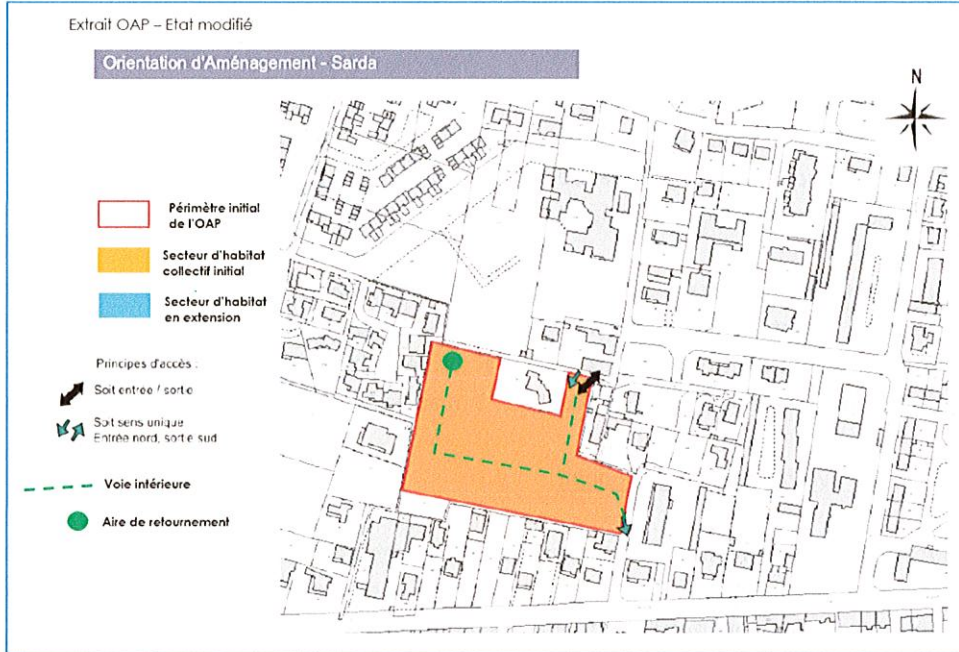 Extrait OAP – Etat modifié
Orientation d'Aménagement - Sarda
N
Périmètre initial
de l'OAP
Secteur d'habitat
collectif initial
Secteur d'habitat
en extension
Principes d'accès :
Soit entrée / sortie
Soit sens unique
Entrée nord, sortie sud
Voie intérieure
Aire de retournement